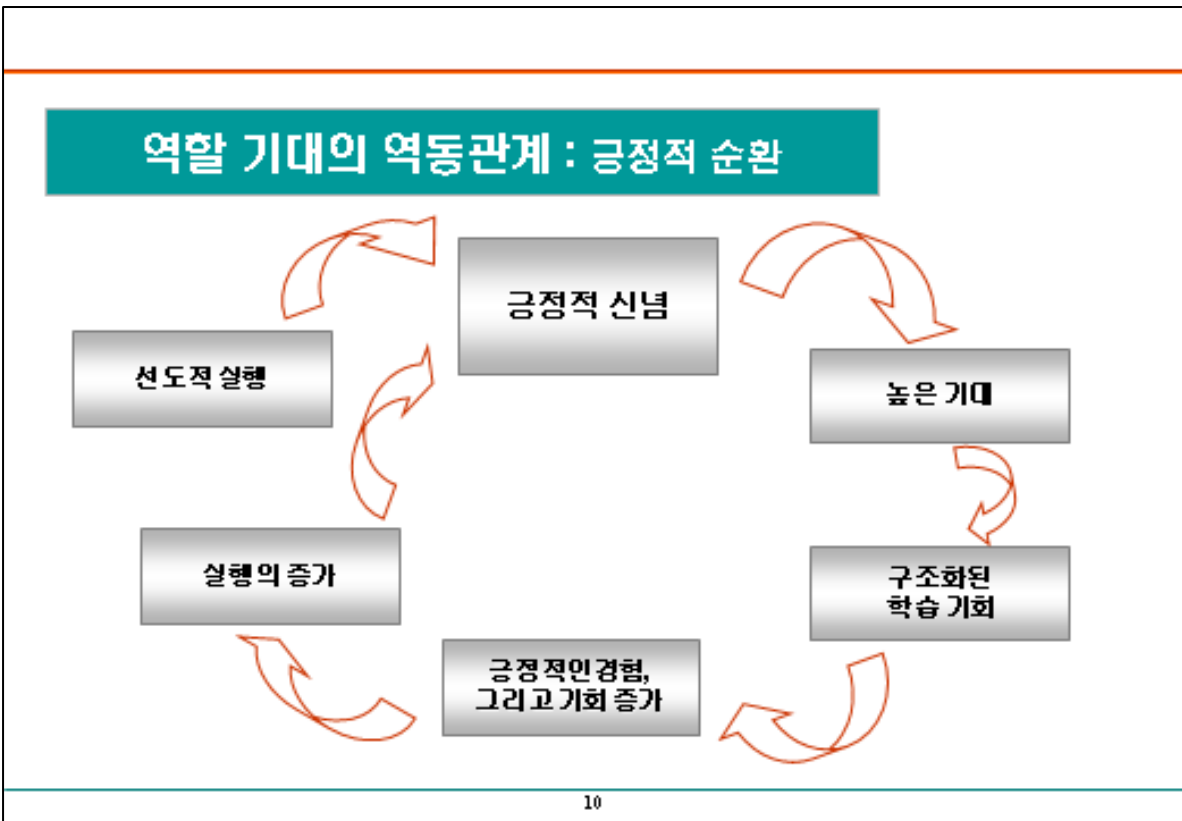 역할 기대의 역동관계 : 긍정적 순환
긍정적 신념
선도적 실행
높은 기대
실행의 증가
구조화된
학습 기회
긍정적인 경험,
그리고 기회 증가
10